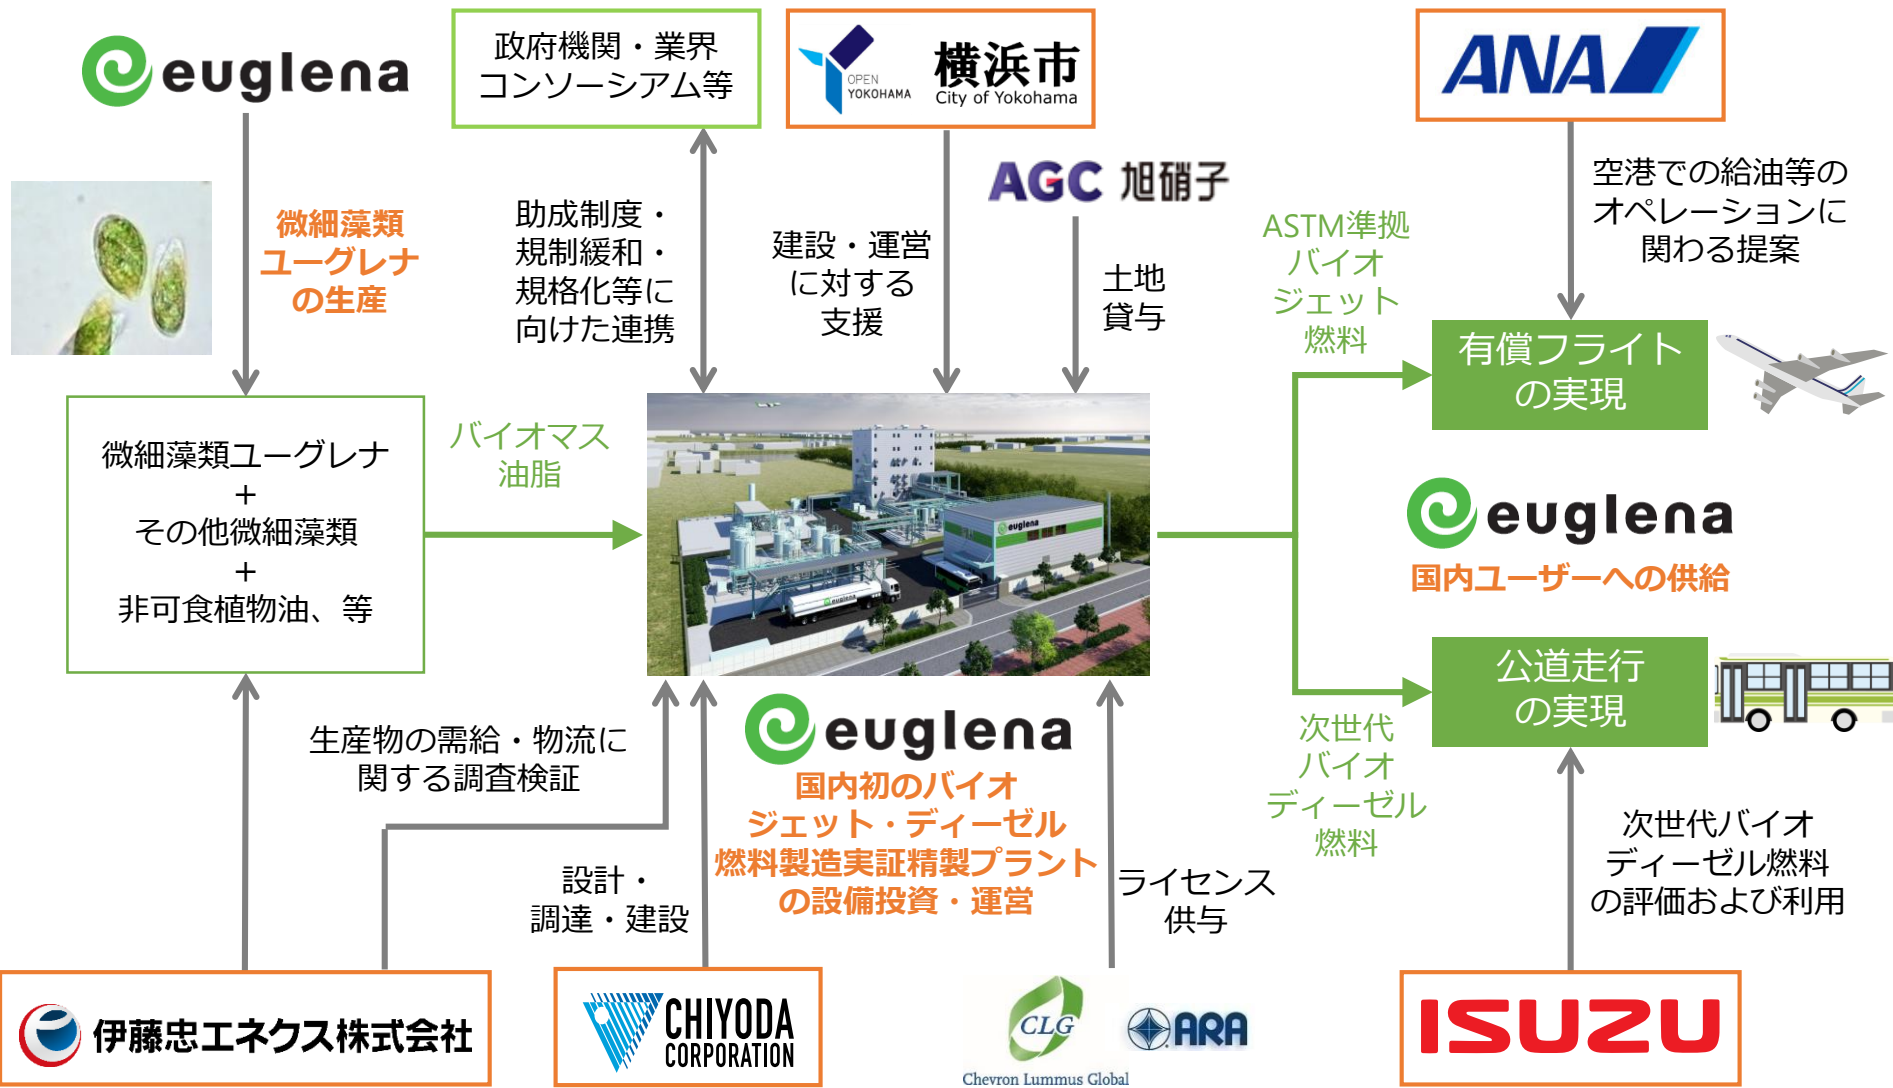 euglena
政府機関・業界
コンソーシアム等
OPEN
YOKOHAMA
横浜市
City of Yokohama
ANA
AGC 旭硝子
微細藻類
ユーグレナ
の生産
助成制度・
規制緩和・
規格化等に
向けた連携
建設・運営
に対する
支援
土地
貸与
ASTM準拠
バイオ
ジェット
燃料
空港での給油等の
オペレーションに
関わる提案
有償フライト
の実現
微細藻類ユーグレナ
+
その他微細藻類
+
非可食植物油、等
バイオマス
油脂
euglena
euglena
euglena
国内ユーザーへの供給
公道走行
の実現
生産物の需給・物流に
関する調査検証
euglena
国内初のバイオ
ジェット・ディーゼル
燃料製造実証精製プラント
の設備投資・運営
次世代
バイオ
ディーゼル
燃料
設計・
調達・建設
ライセンス
供与
次世代バイオ
ディーゼル燃料
の評価および利用
伊藤忠エネクス株式会社
CHIYODA
CORPORATION
CLG
Chevron Lummus Global
ARA
ISUZU